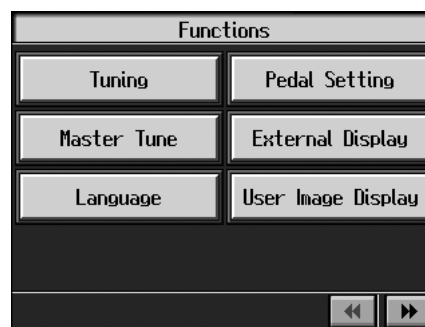 Functions
Tuning
Pedal Setting
Master Tune
External Display
Language
User Image Display